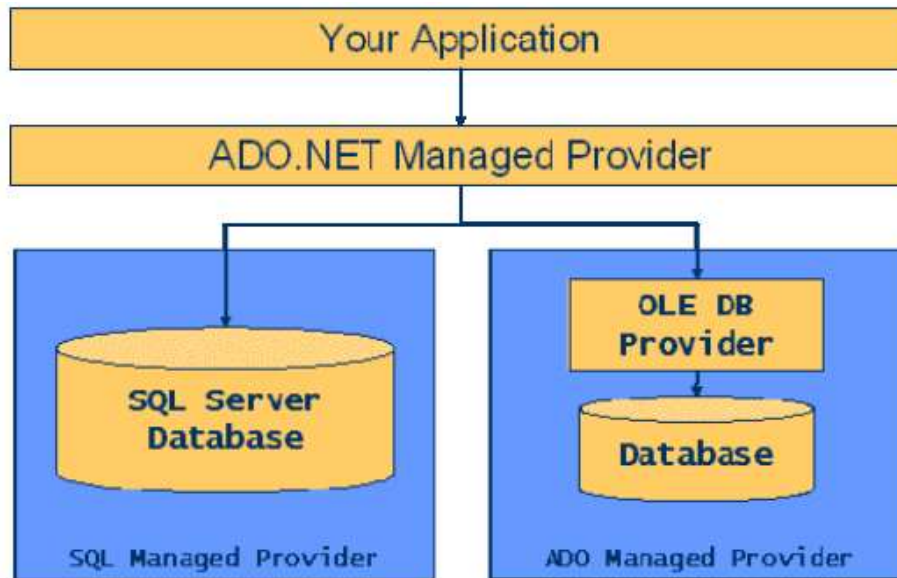 Your Application
ADO.NET Managed Provider
SQL Server
Database
SQL Managed Provider
OLE DB
Provider
Database
ADO Managed Provider